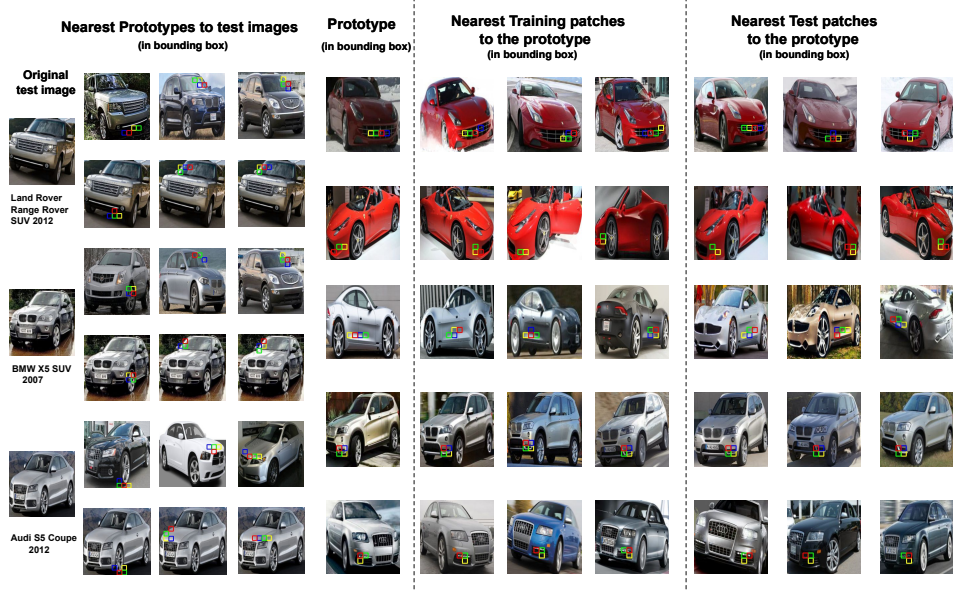 Nearest Prototypes to test images
(in bounding box)
Prototype
(in bounding box)
Nearest Training patches
to the prototype
(in bounding box)
Nearest Test patches
to the prototype
(in bounding box)
Original
test image
Land Rover
Range Rover
SUV 2012
BMW X5 SUV
2007
Audi S5 Coupe
2012